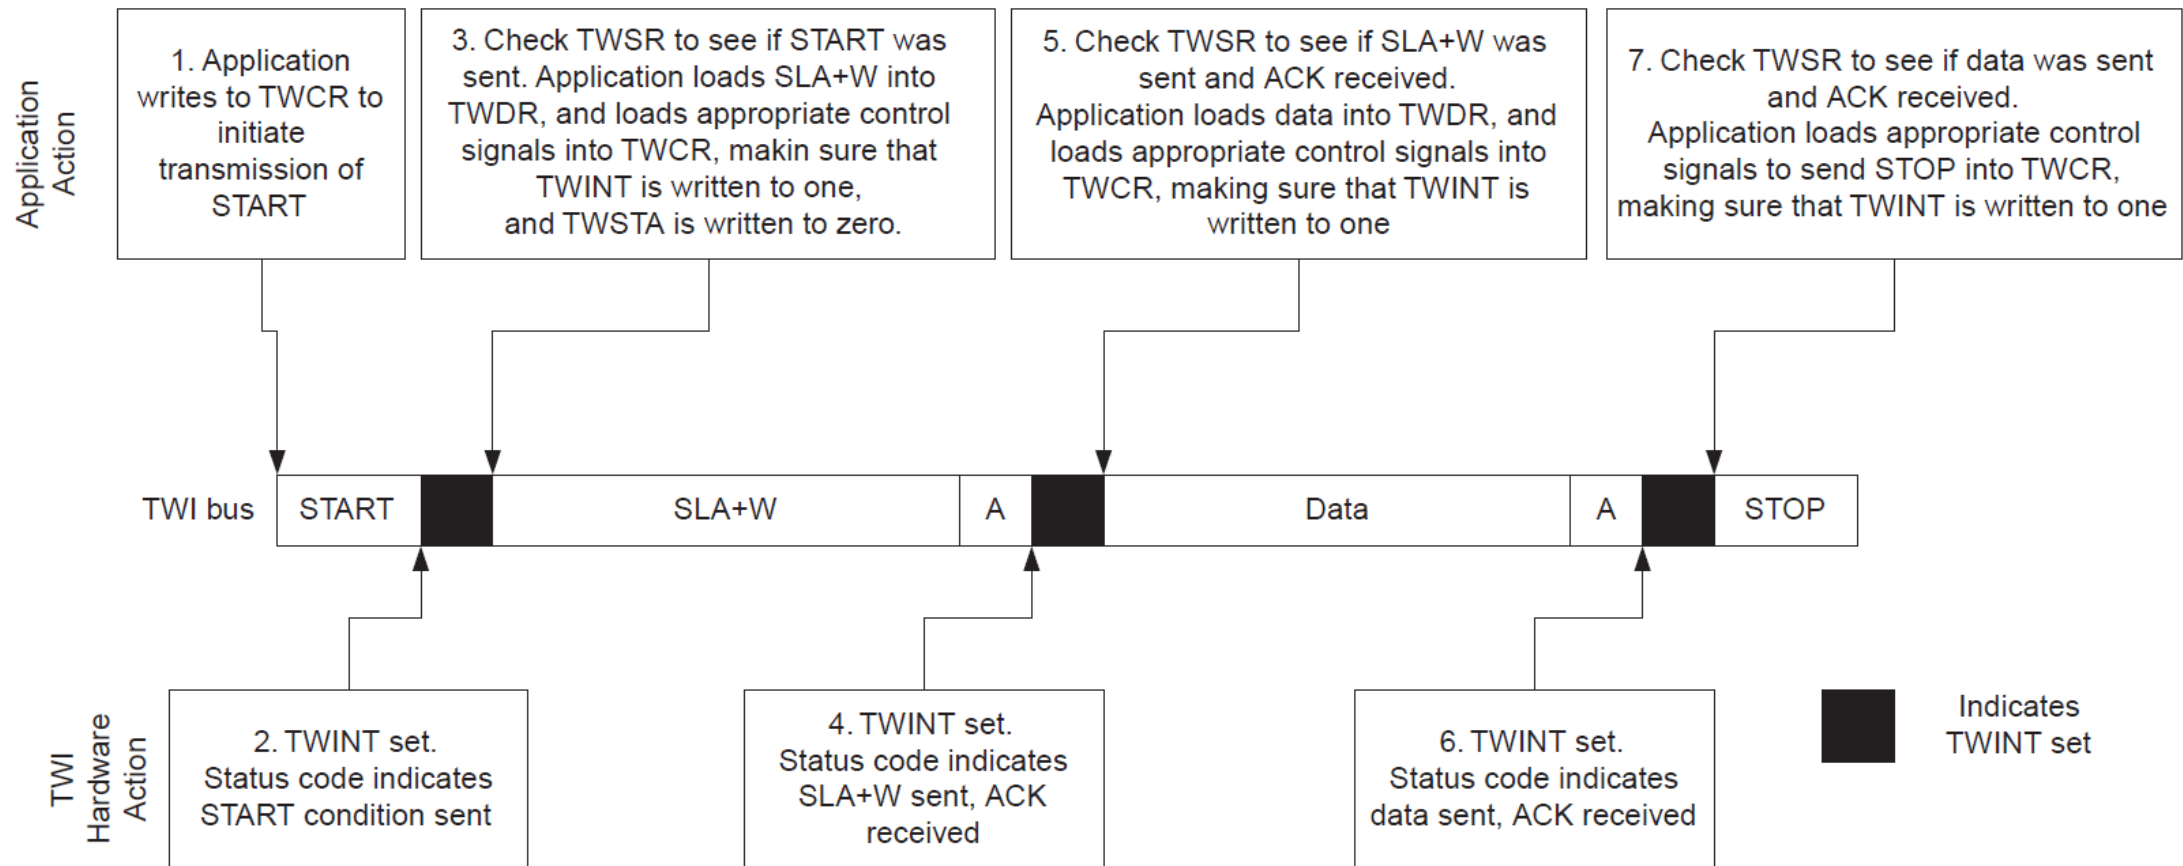 Application
Action
1. Application
writes to TWCR to
initiate
transmission of
START
3. Check TWSR to see if START was
sent. Application loads SLA+W into
TWDR, and loads appropriate control
signals into TWCR, makin sure that
TWINT is written to one,
and TWSTA is written to zero.
5. Check TWSR to see if SLA+W was
sent and ACK received.
Application loads data into TWDR, and
loads appropriate control signals into
TWCR, making sure that TWINT is
written to one
7. Check TWSR to see if data was sent
and ACK received.
Application loads appropriate control
signals to send STOP into TWCR,
making sure that TWINT is written to one
TWI bus
START
SLA+W
A
Data
A
STOP
TWI
Hardware
Action
2. TWINT set.
Status code indicates
START condition sent
4. TWINT set.
Status code indicates
SLA+W sent, ACK
received
6. TWINT set.
Status code indicates
data sent, ACK received
Indicates
TWINT set